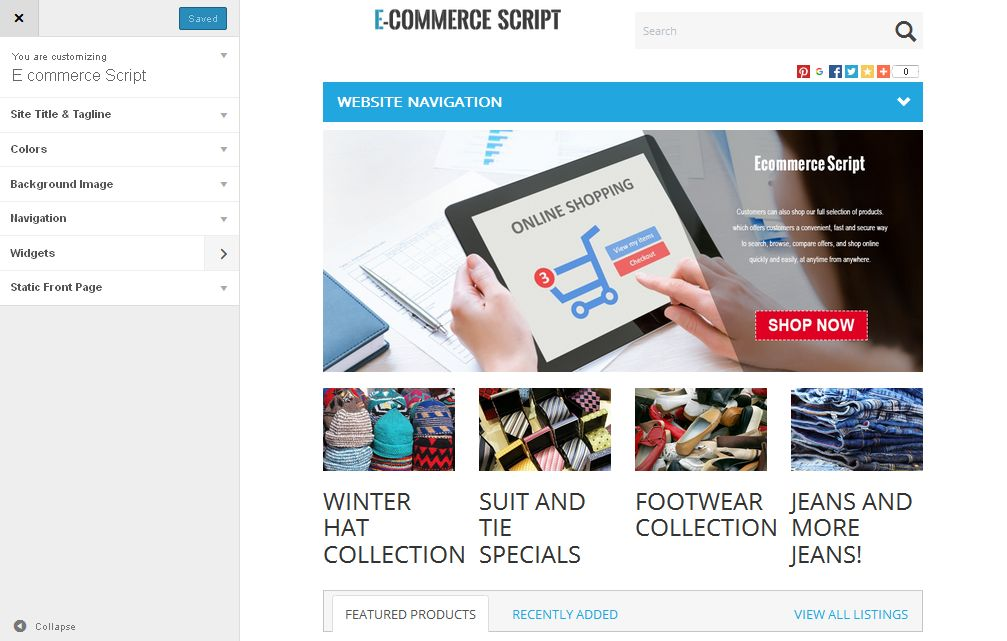 Saved
You are customizing
E commerce Script
Site Title & Tagline
Colors
Background Image
Navigation
Widgets
Static Front Page
Collapse
E-COMMERCE SCRIPT
Search
0
WEBSITE NAVIGATION
ONLINE SHOPPING
View my items
Checkout
3
Ecommerce Script
Customers can also shop our full selection of products,
which offers customers a convenient, fast and secure way
to search, browse, compare offers, and shop online
quickly and easily, at anytime from anywhere.
SHOP NOW
WINTER
HAT
COLLECTION
SUIT AND
TIE
SPECIALS
FOOTWEAR
COLLECTION
JEANS AND
MORE
JEANS!
FEATURED PRODUCTS
RECENTLY ADDED
VIEW ALL LISTINGS